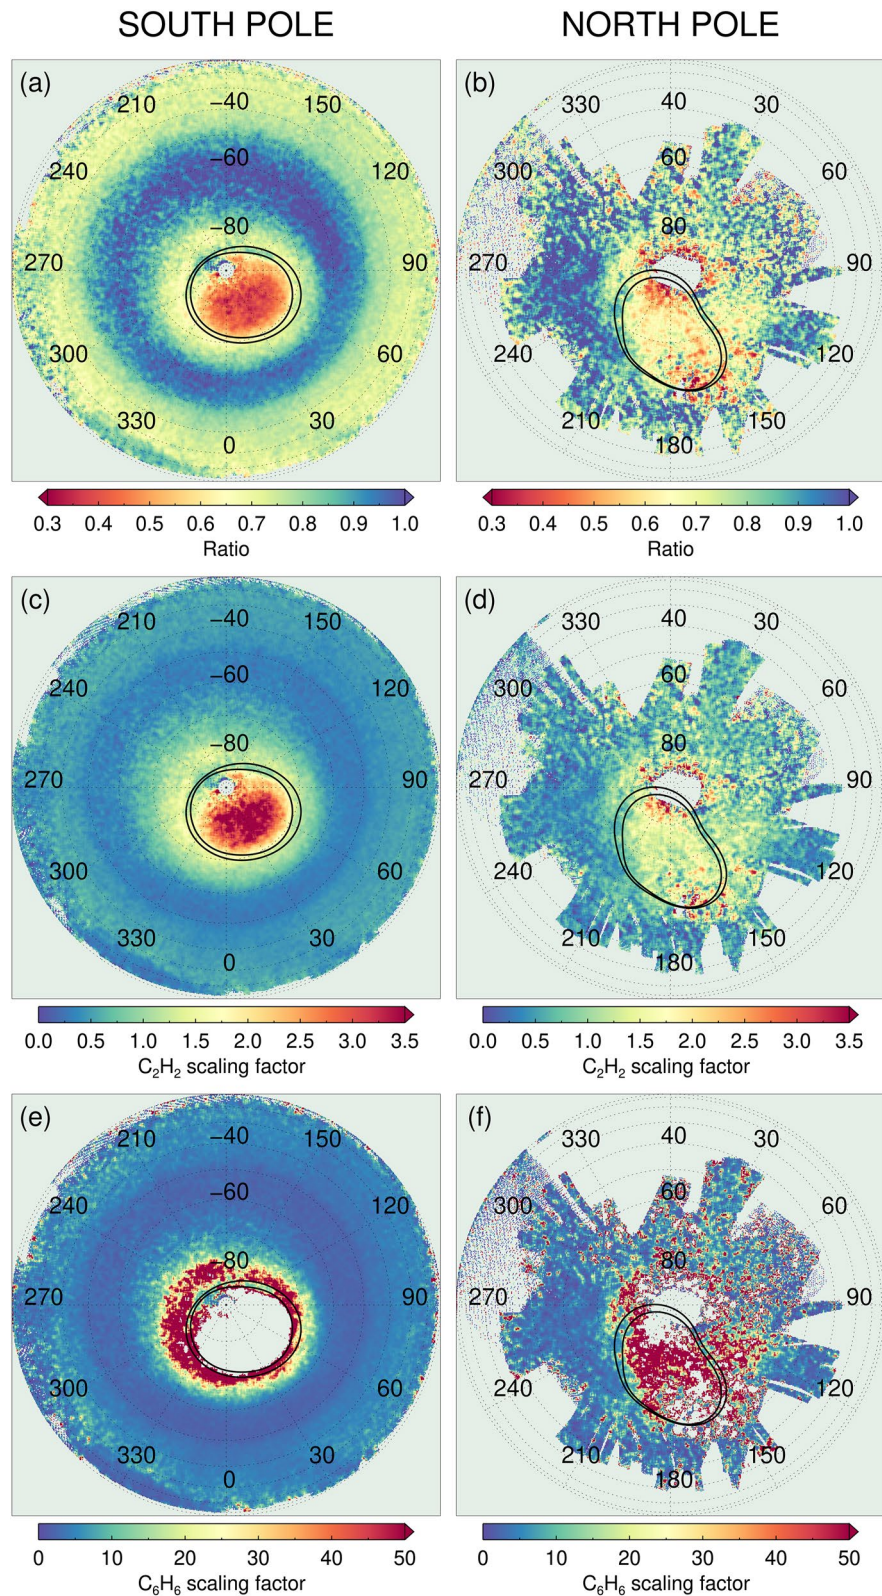 SOUTH POLE NORTH POLE
(a) (b)
210 −40 150 330 40 30
240 −60 120 300 60 60
−80 80
270 90 270 90
300 60 240 120
330 30 210 150
0 180
0.3 0.4 0.5 0.6 0.7 0.8 0.9 1.0 0.3 0.4 0.5 0.6 0.7 0.8 0.9 1.0
Ratio Ratio
(c) (d)
210 −40 150 330 40 30
240 −60 120 300 60 60
−80 80
270 90 270 90
300 60 240 120
330 30 210 150
0 180
0.0 0.5 1.0 1.5 2.0 2.5 3.0 3.5 0.0 0.5 1.0 1.5 2.0 2.5 3.0 3.5
C₂H₂ scaling factor C₂H₂ scaling factor
(e) (f)
210 −40 150 330 40 30
240 −60 120 300 60 60
−80 80
270 90 270 90
300 60 240 120
330 30 210 150
0 180
0 10 20 30 40 50 0 10 20 30 40 50
C₆H₆ scaling factor C₆H₆ scaling factor